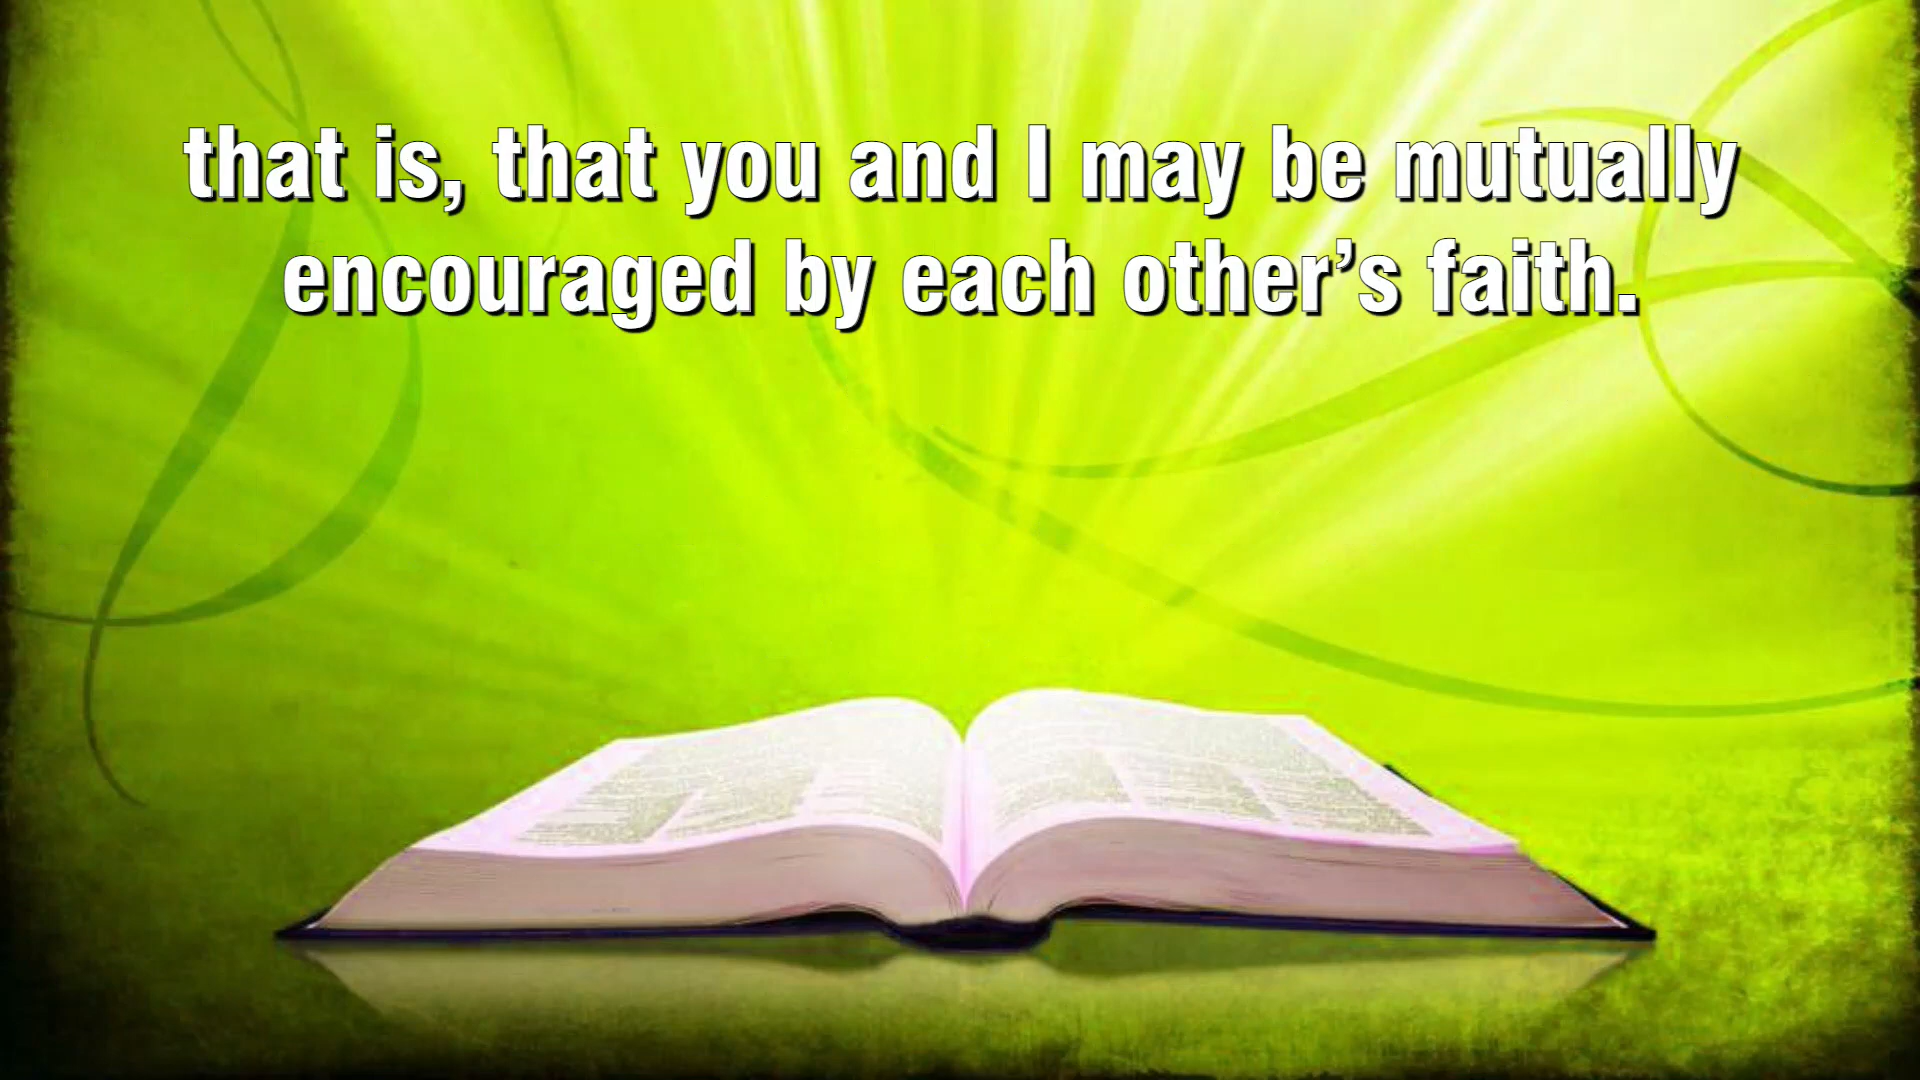 that is, that you and I may be mutually
encouraged by each other’s faith.